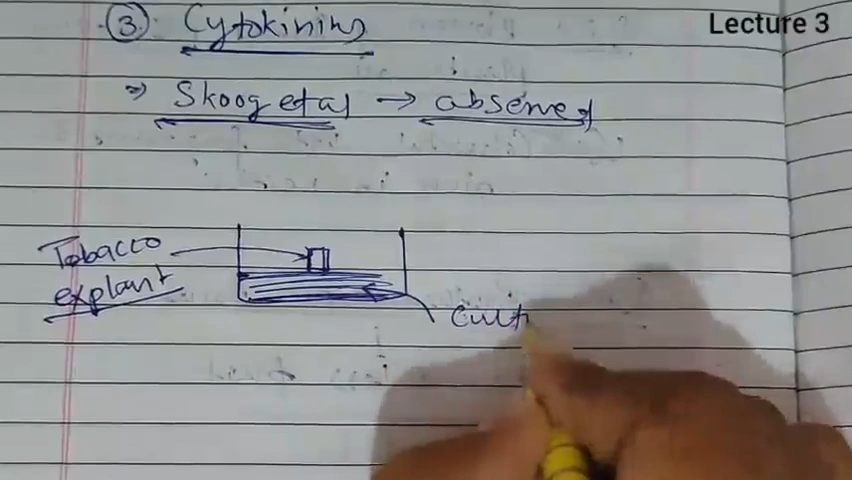 Lecture 3
③ Cytokinins
⇒ Skoog et al → observed
Tobacco
explant
Cult